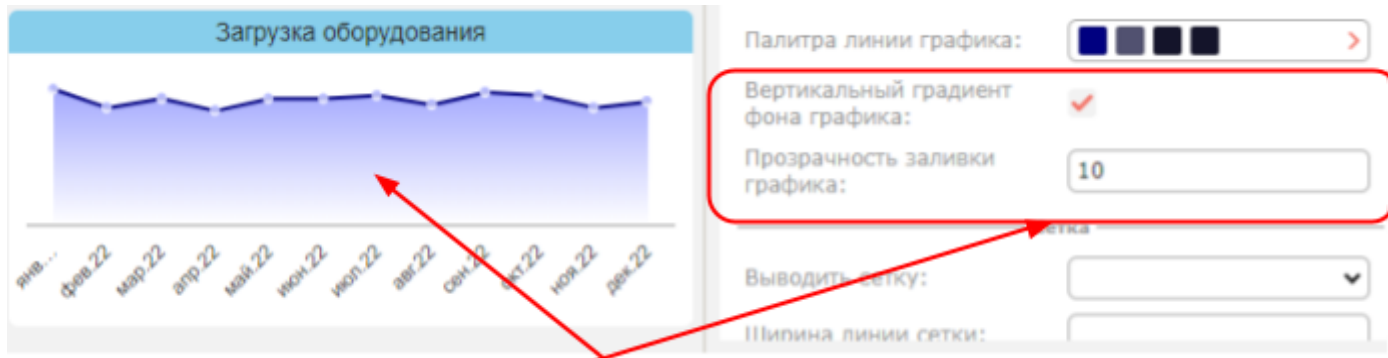 Загрузка оборудования
янв...
фев.22
мар.22
апр.22
май.22
июн.22
июл.22
авг.22
сен.22
окт.22
ноя.22
дек.22
Палитра линии графика:
Вертикальный градиент
фона графика:
Прозрачность заливки
графика:
10
етка
Выводить сетку:
Ширина линии сетки: